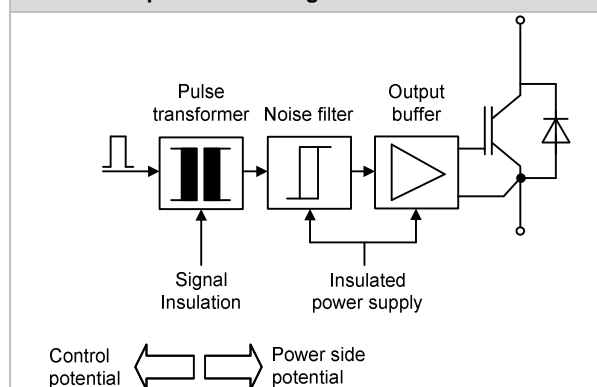 Pulse
transformer
Noise filter
Output
buffer
Signal
Insulation
Insulated
power supply
Control
potential
Power side
potential